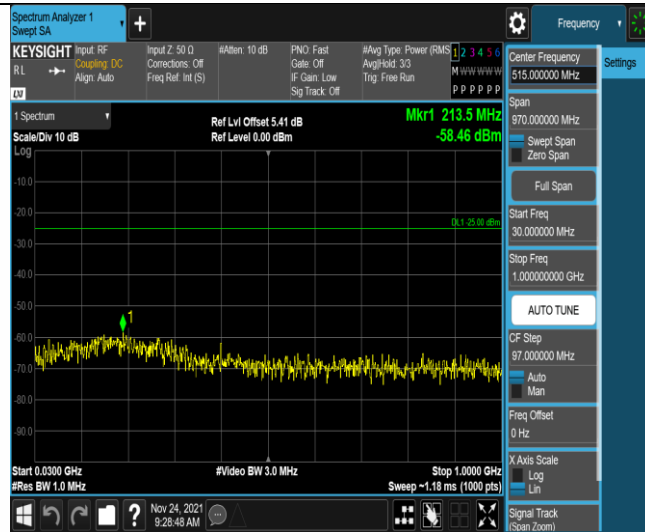 Spectrum Analyzer 1
Swept SA
+
Frequency
KEYSIGHT
RL
LXI
Input: RF
Coupling: DC
Align: Auto
Input Z: 50 Ω
Corrections: Off
Freq Ref: Int (S)
#Atten: 10 dB
PNO: Fast
Gate: Off
IF Gain: Low
Sig Track: Off
#Avg Type: Power (RMS
Avg|Hold: 3/3
Trig: Free Run
1 2 3 4 5 6
M W W W W W
P P P P P P
1 Spectrum
Scale/Div 10 dB
Log
Ref Lvl Offset 5.41 dB
Ref Level 0.00 dBm
Mkr1 213.5 MHz
-58.46 dBm
-10.0
-20.0
-30.0
-40.0
-50.0
-60.0
-70.0
-80.0
-90.0
DL1 -25.00 dBm
1
Start 0.0300 GHz
#Res BW 1.0 MHz
#Video BW 3.0 MHz
Stop 1.0000 GHz
Sweep ~1.18 ms (1000 pts)
?
Nov 24, 2021
9:28:48 AM
Center Frequency
515.000000 MHz
Span
970.000000 MHz
Swept Span
Zero Span
Full Span
Start Freq
30.000000 MHz
Stop Freq
1.000000000 GHz
AUTO TUNE
CF Step
97.000000 MHz
Auto
Man
Freq Offset
0 Hz
X Axis Scale
Log
Lin
Signal Track
(Span Zoom)
Settings